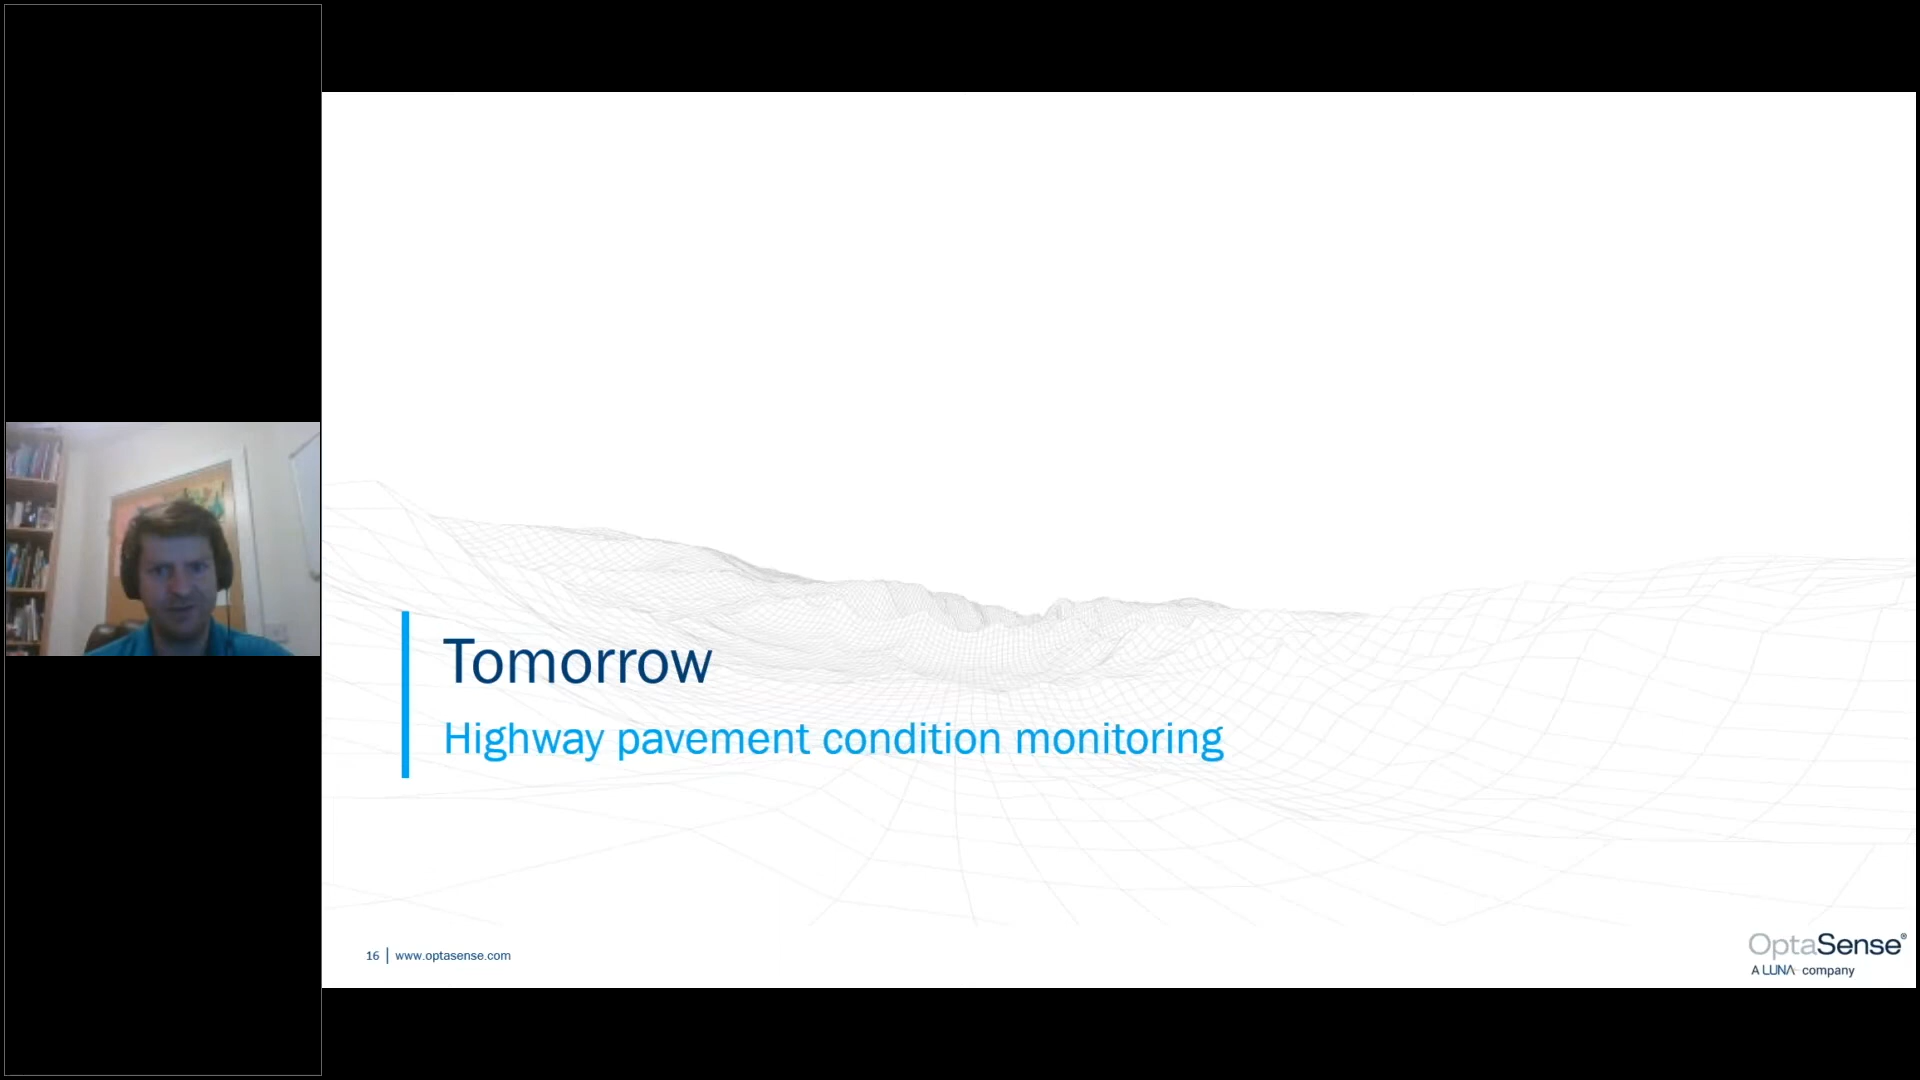 Tomorrow
Highway pavement condition monitoring
16 | www.optasense.com
OptaSense®
A LUNA company